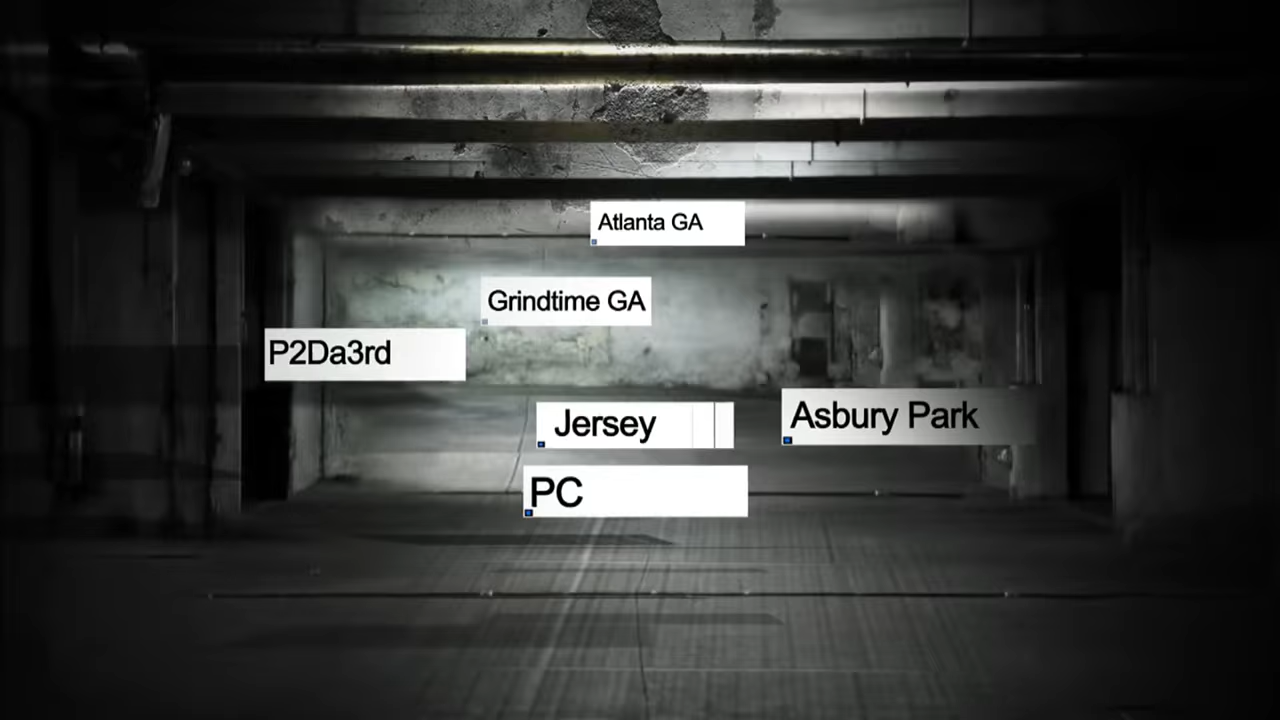 Atlanta GA
Grindtime GA
P2Da3rd
Jersey
Asbury Park
PC